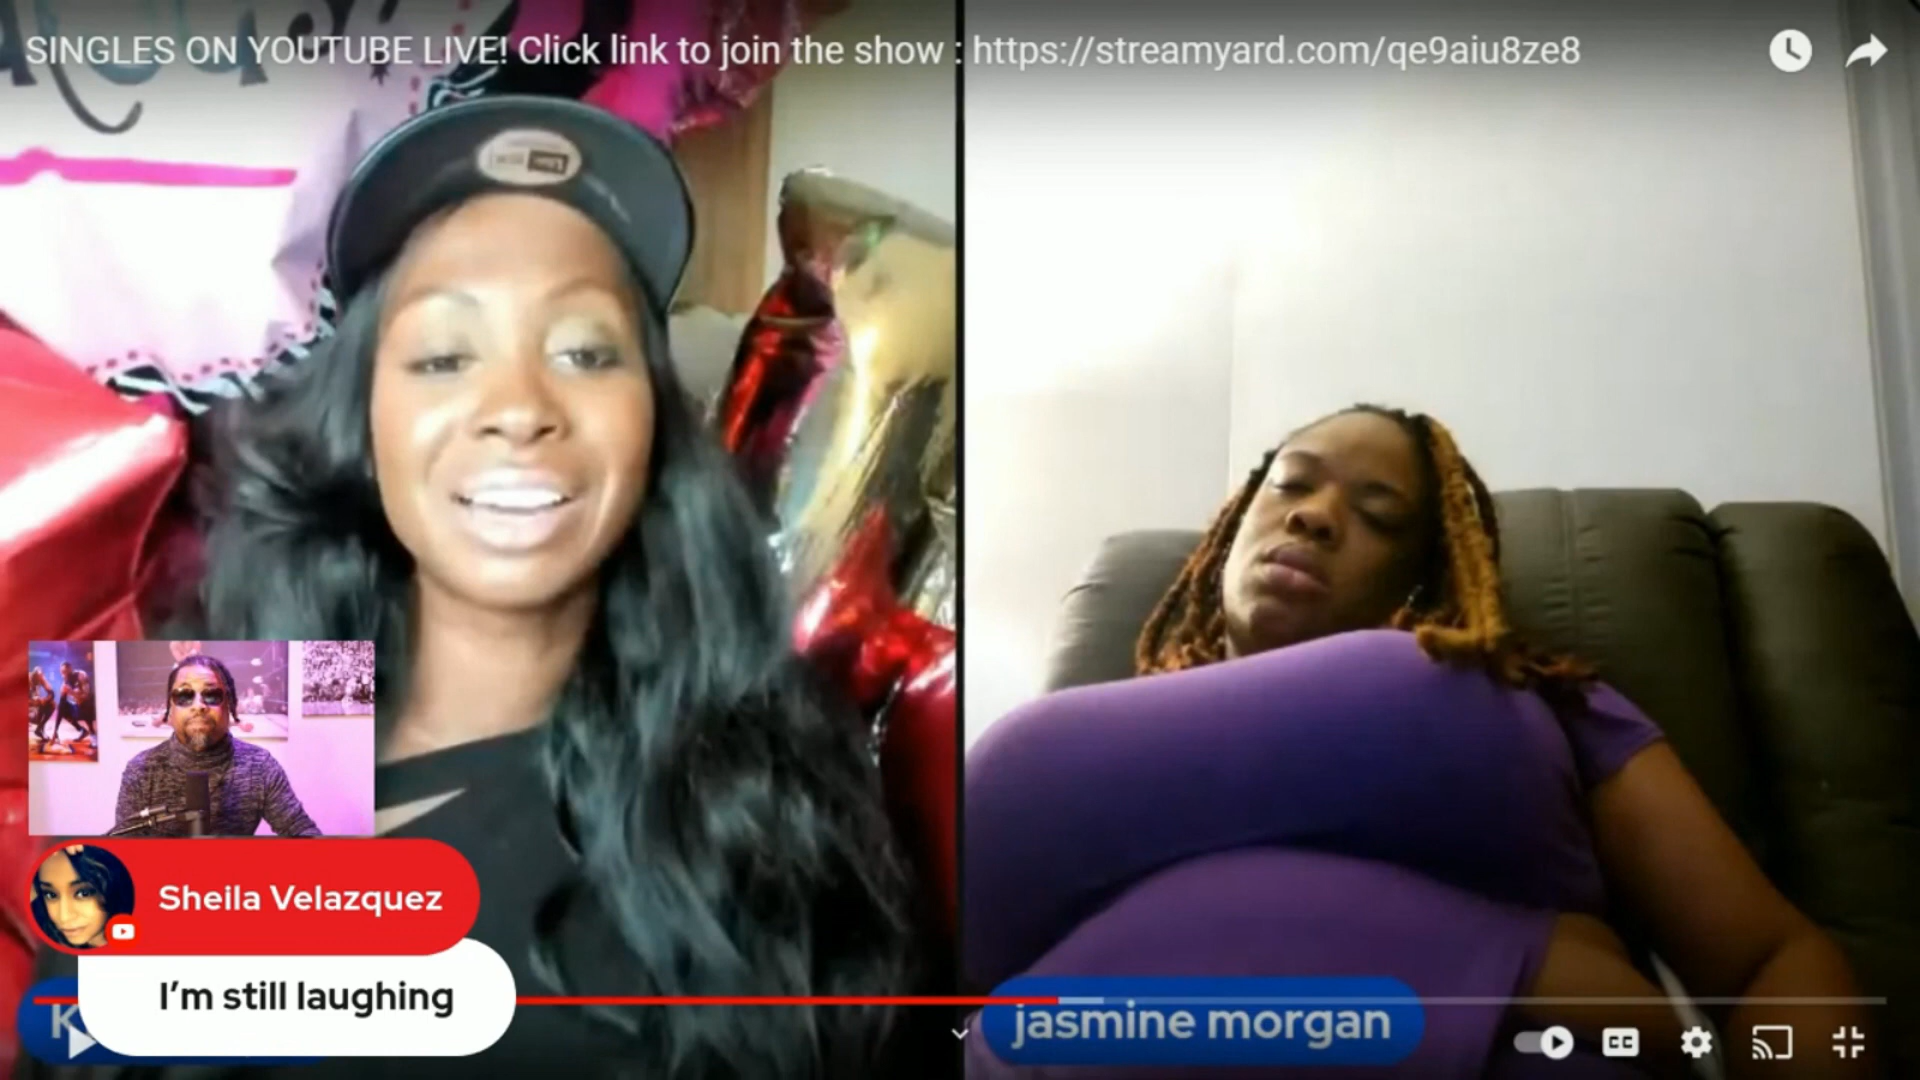 SINGLES ON YOUTUBE LIVE! Click link to join the show : https://streamyard.com/qe9aiu8ze8
Sheila Velazquez
I'm still laughing
K
jasmine morgan
CC